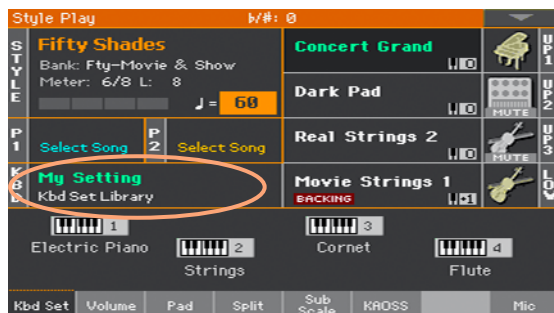 Style Play
♭/#: 0
STYLE
Fifty Shades
Bank: Fty-Movie & Show
Meter: 6/8 L: 8
♩= 60
P1
Select Song
P2
Select Song
KBD
My Setting
Kbd Set Library
Concert Grand
UP1
Dark Pad
MUTE
UP2
Real Strings 2
MUTE
UP3
Movie Strings 1
BACKING
LOW
1
Electric Piano
2
Strings
3
Cornet
4
Flute
Kbd Set
Volume
Pad
Split
Sub
Scale
KAOSS
Mic